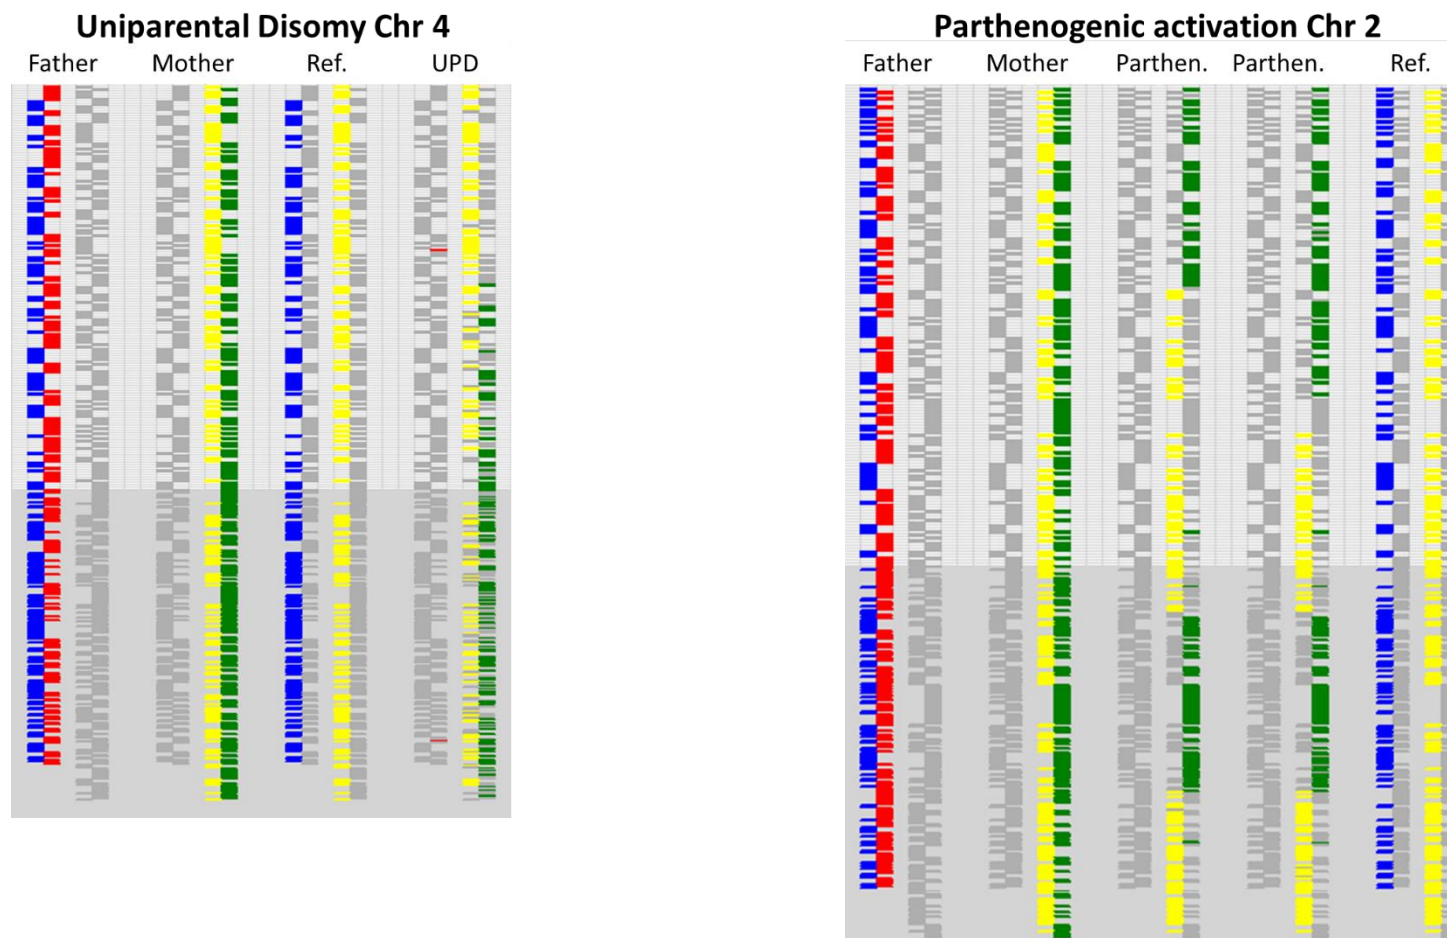 Uniparental Disomy Chr 4
Father Mother Ref. UPD
Parthenogenic activation Chr 2
Father Mother Parthen. Parthen. Ref.